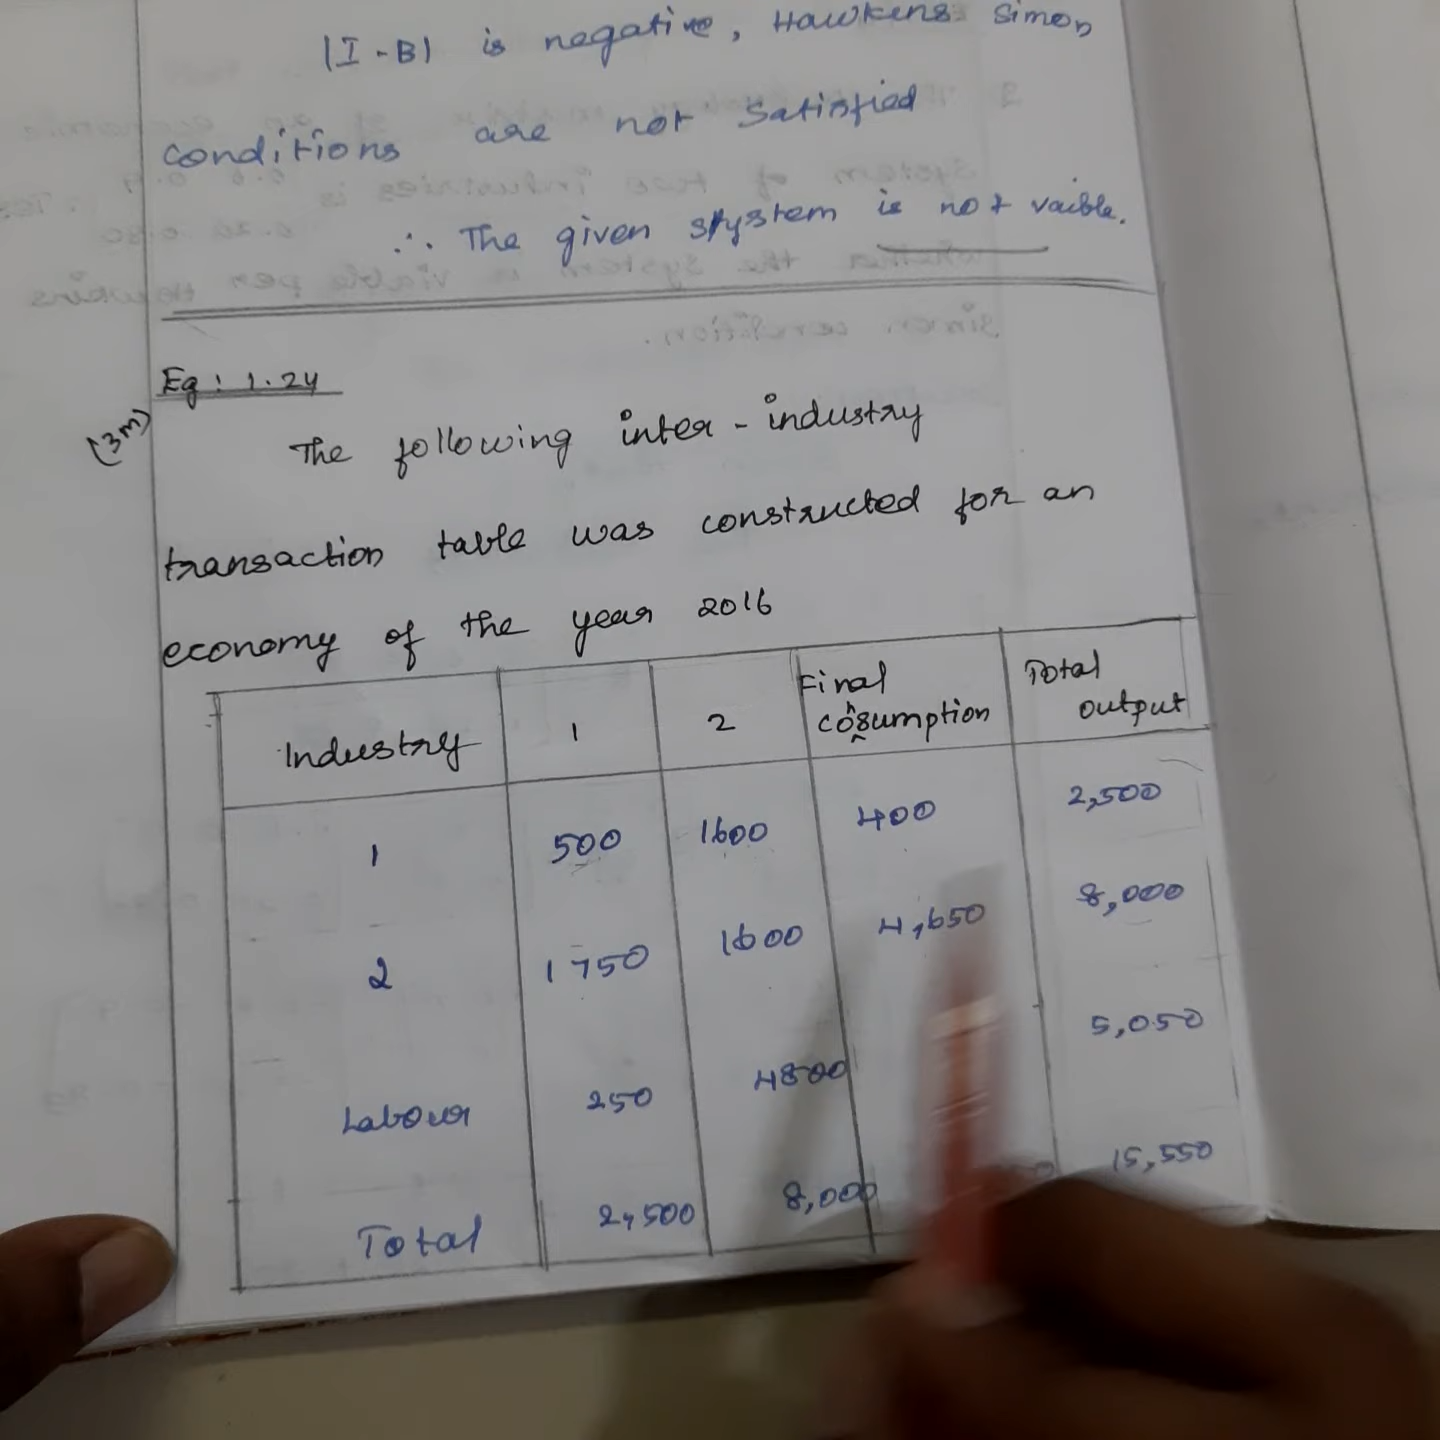 |I-B| is negative, Hawkins Simon
conditions are not satisfied
∴ The given system is not vaible.
Eg: 1.24
(3m)
The following inter-industry
transaction table was constructed for an
economy of the year 2016
Industry 1 2 Final cosumption Total output
n
1 500 1600 400 2,500
2 1750 1600 4,650 8,000
Labour 250 4800 5,050
Total 2,500 8,000 15,550